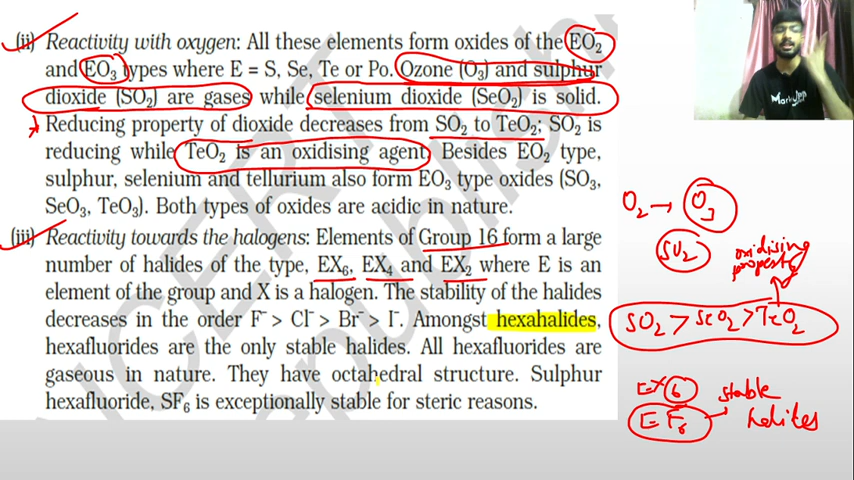 (ii) Reactivity with oxygen: All these elements form oxides of the EO₂
and EO₃ types where E = S, Se, Te or Po. Ozone (O₃) and sulphur
dioxide (SO₂) are gases while selenium dioxide (SeO₂) is solid.
Reducing property of dioxide decreases from SO₂ to TeO₂; SO₂ is
reducing while TeO₂ is an oxidising agent. Besides EO₂ type,
sulphur, selenium and tellurium also form EO₃ type oxides (SO₃,
SeO₃, TeO₃). Both types of oxides are acidic in nature.
(iii) Reactivity towards the halogens: Elements of Group 16 form a large
number of halides of the type, EX₆, EX₄ and EX₂ where E is an
element of the group and X is a halogen. The stability of the halides
decreases in the order F⁻ > Cl⁻ > Br⁻ > I⁻. Amongst hexahalides,
hexafluorides are the only stable halides. All hexafluorides are
gaseous in nature. They have octahedral structure. Sulphur
hexafluoride, SF₆ is exceptionally stable for steric reasons.
O₂ → O₃
SO₂
oxidising
property
SO₂ > SeO₂ > TeO₂
EX6 stable
EF₆ → halites